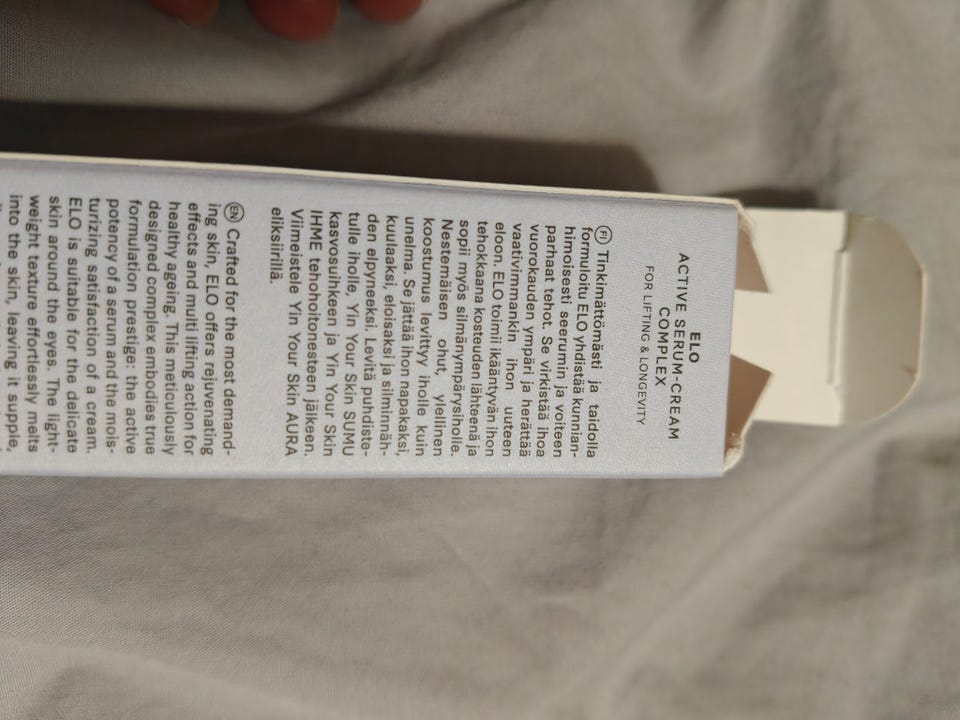 ELO
ACTIVE SERUM-CREAM
COMPLEX
FOR LIFTING & LONGEVITY
FI Tinkimättömästi ja taidolla
formuloitu ELO yhdistää kunnian-
himoisesti seerumin ja voiteen
parhaat tehot. Se virkistää ihoa
vuorokauden ympäri ja herättää
vaativimmankin ihon uuteen
eloon. ELO toimii ikääntyvän ihon
tehokkaana kosteuden lähteenä ja
sopii myös silmänympärysiholle.
Nestemäisen ohut, ylellinen
koostumus levittyy iholle kuin
unelma. Se jättää ihon napakaksi,
kuulaaksi, eloisaksi ja silminnäh-
den elpyneeksi. Levitä puhdiste-
tulle iholle, Yin Your Skin SUMU
kasvosuihkeen ja Yin Your Skin
IHME tehohoitonesteen jälkeen.
Viimeistele Yin Your Skin AURA
eliksiirillä.
EN Crafted for the most demand-
ing skin, ELO offers rejuvenating
effects and multi lifting action for
healthy ageing. This meticulously
designed complex embodies true
formulation prestige: the active
potency of a serum and the mois-
turizing satisfaction of a cream.
ELO is suitable for the delicate
skin around the eyes. The light-
weight texture effortlessly melts
into the skin, leaving it supple,